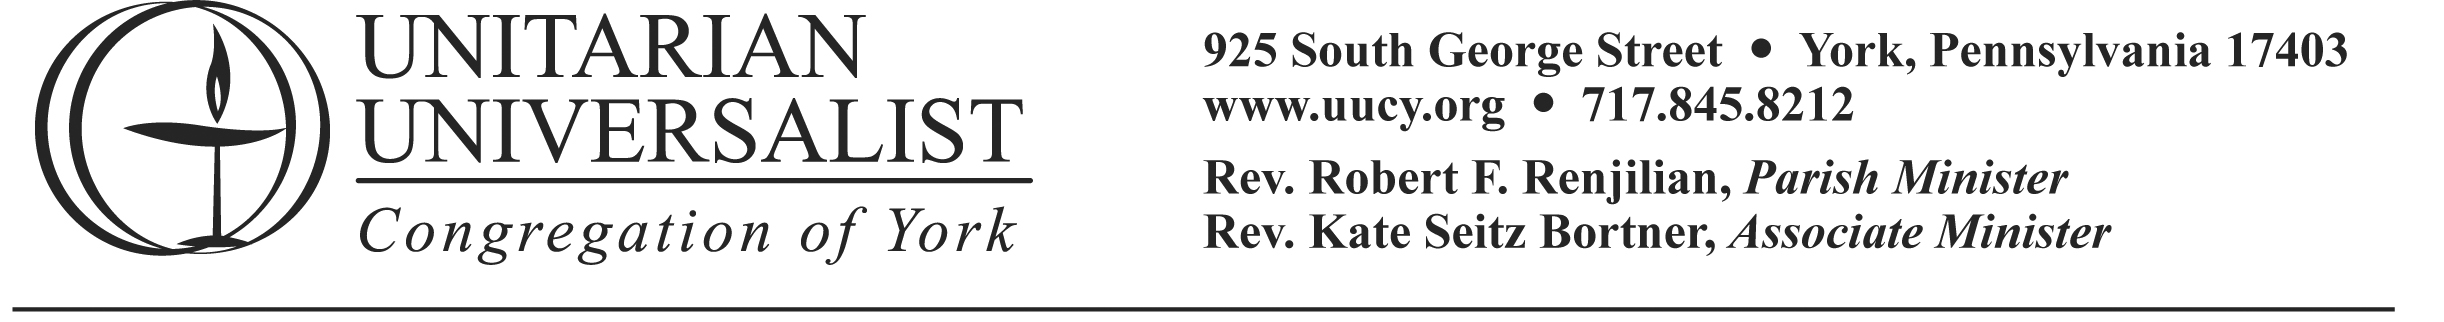 UNITARIAN
UNIVERSALIST
Congregation of York
925 South George Street • York, Pennsylvania 17403
www.uucy.org • 717.845.8212
Rev. Robert F. Renjilian, Parish Minister
Rev. Kate Seitz Bortner, Associate Minister